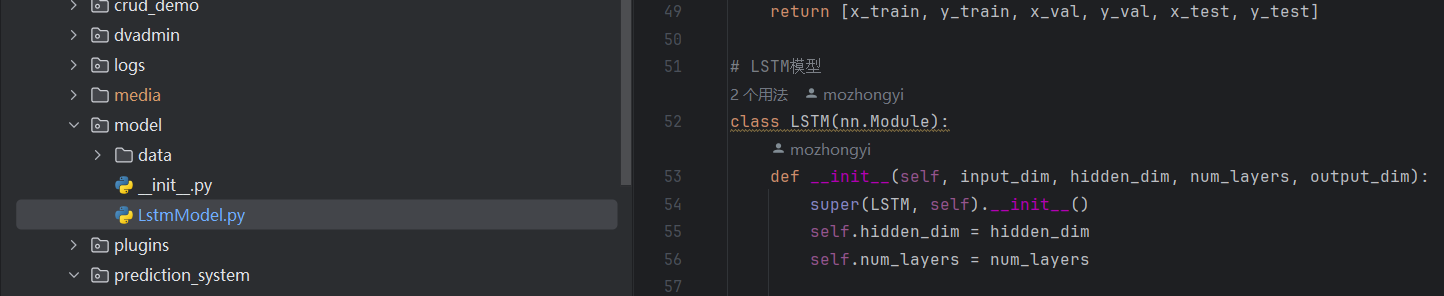 crud_demo
dvadmin
logs
media
model
data
__init__.py
LstmModel.py
plugins
prediction_system
49 return [x_train, y_train, x_val, y_val, x_test, y_test]
50
51 # LSTM模型
2 个用法 mozhongyi
52 class LSTM(nn.Module):
mozhongyi
53 def __init__(self, input_dim, hidden_dim, num_layers, output_dim):
54 super(LSTM, self).__init__()
55 self.hidden_dim = hidden_dim
56 self.num_layers = num_layers
57